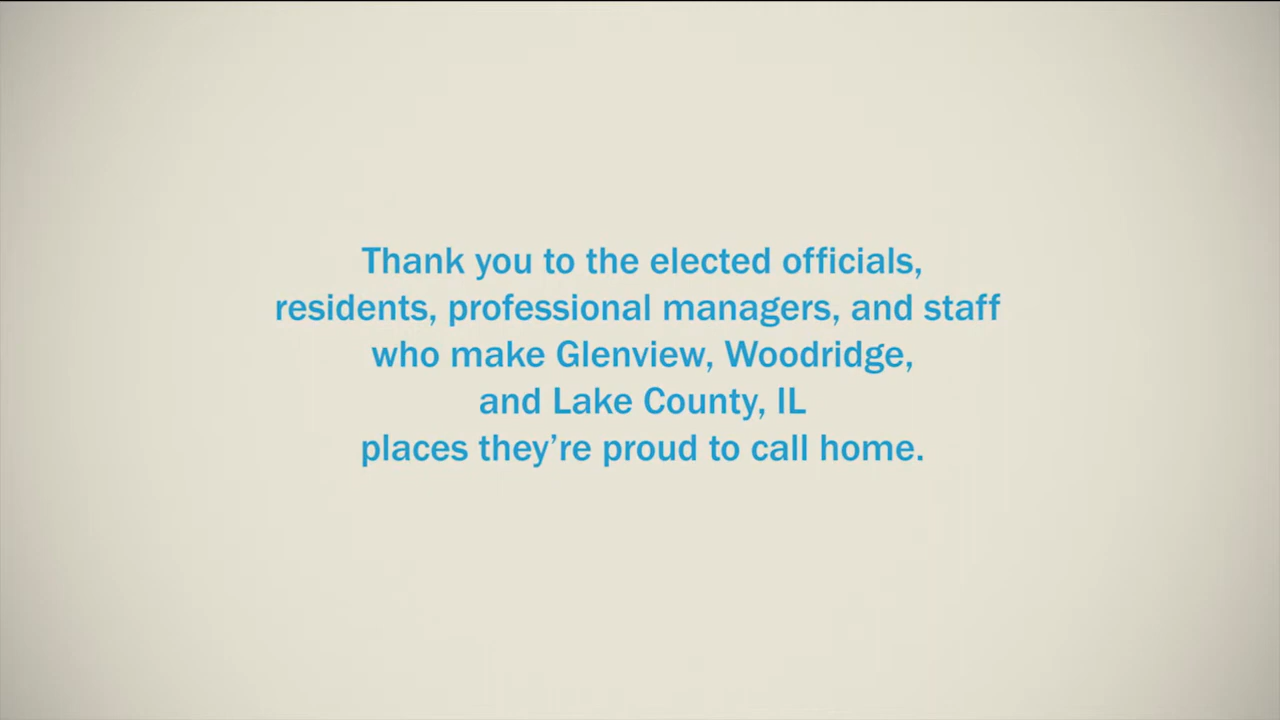 Thank you to the elected officials,
residents, professional managers, and staff
who make Glenview, Woodridge,
and Lake County, IL
places they’re proud to call home.